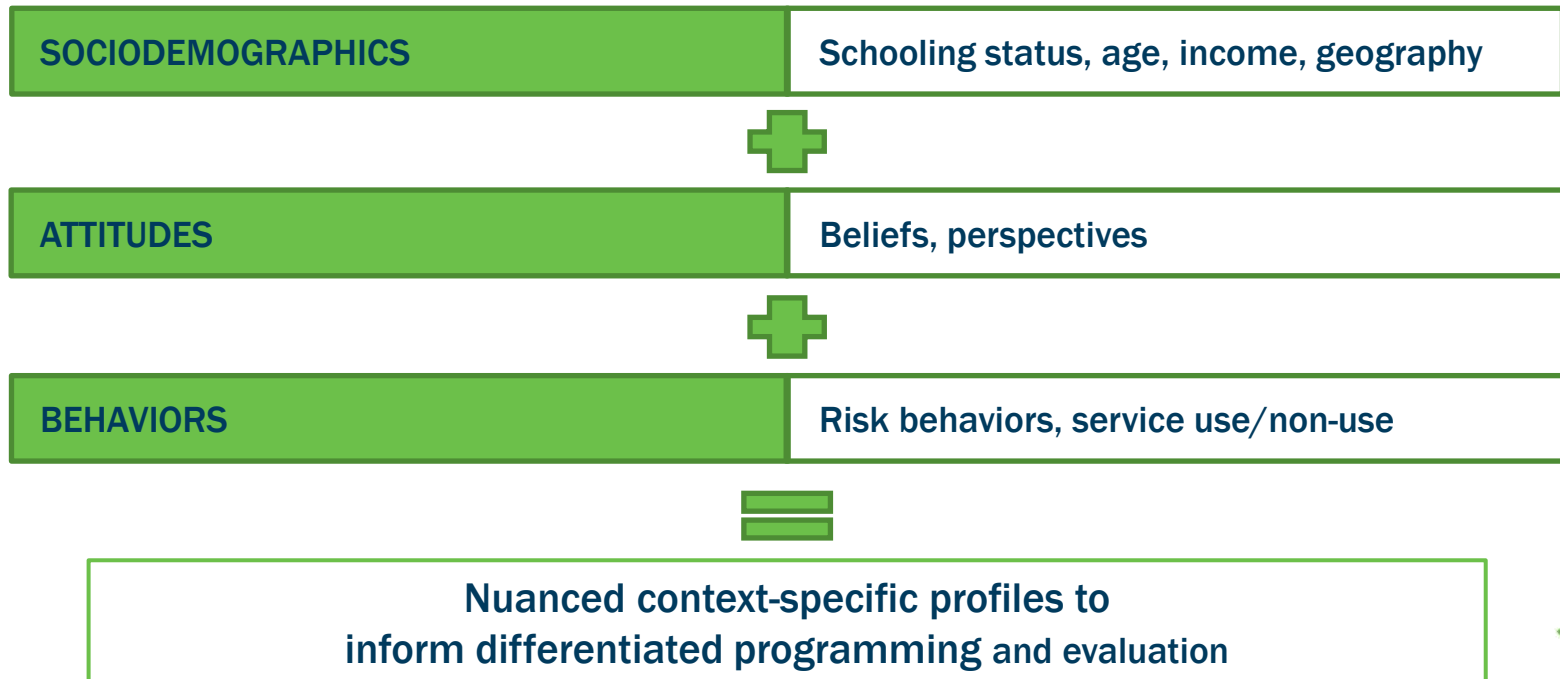 SOCIODEMOGRAPHICS
Schooling status, age, income, geography
ATTITUDES
Beliefs, perspectives
BEHAVIORS
Risk behaviors, service use/non-use
Nuanced context-specific profiles to
inform differentiated programming and evaluation